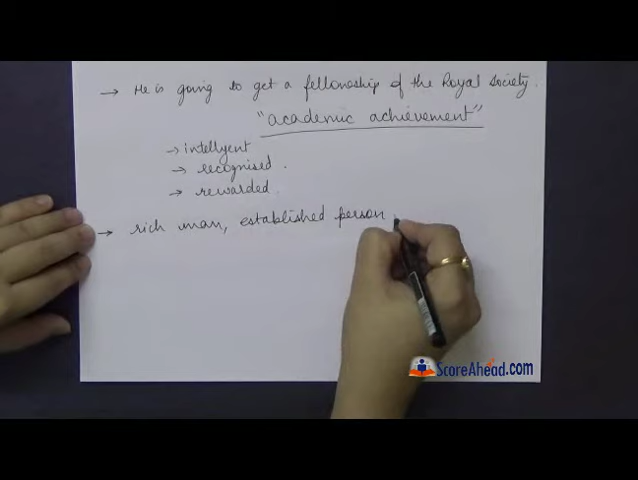 → He is going to get a fellowship of the Royal Society.
"academic achievement"
→ intellgent
→ recognised.
→ rewarded.
→ rich man, established person
ScoreAhead.com